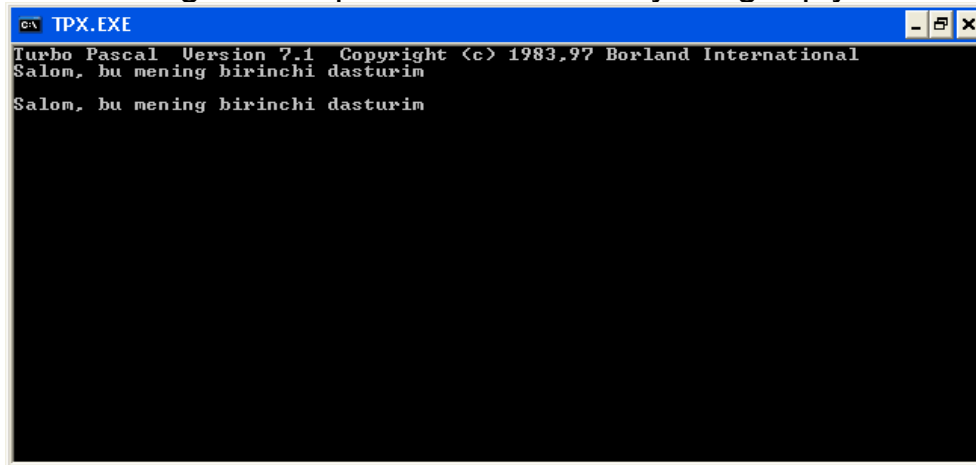 TPX.EXE
Turbo Pascal  Version 7.1  Copyright (c) 1983,97 Borland International
Salom, bu mening birinchi dasturim
Salom, bu mening birinchi dasturim